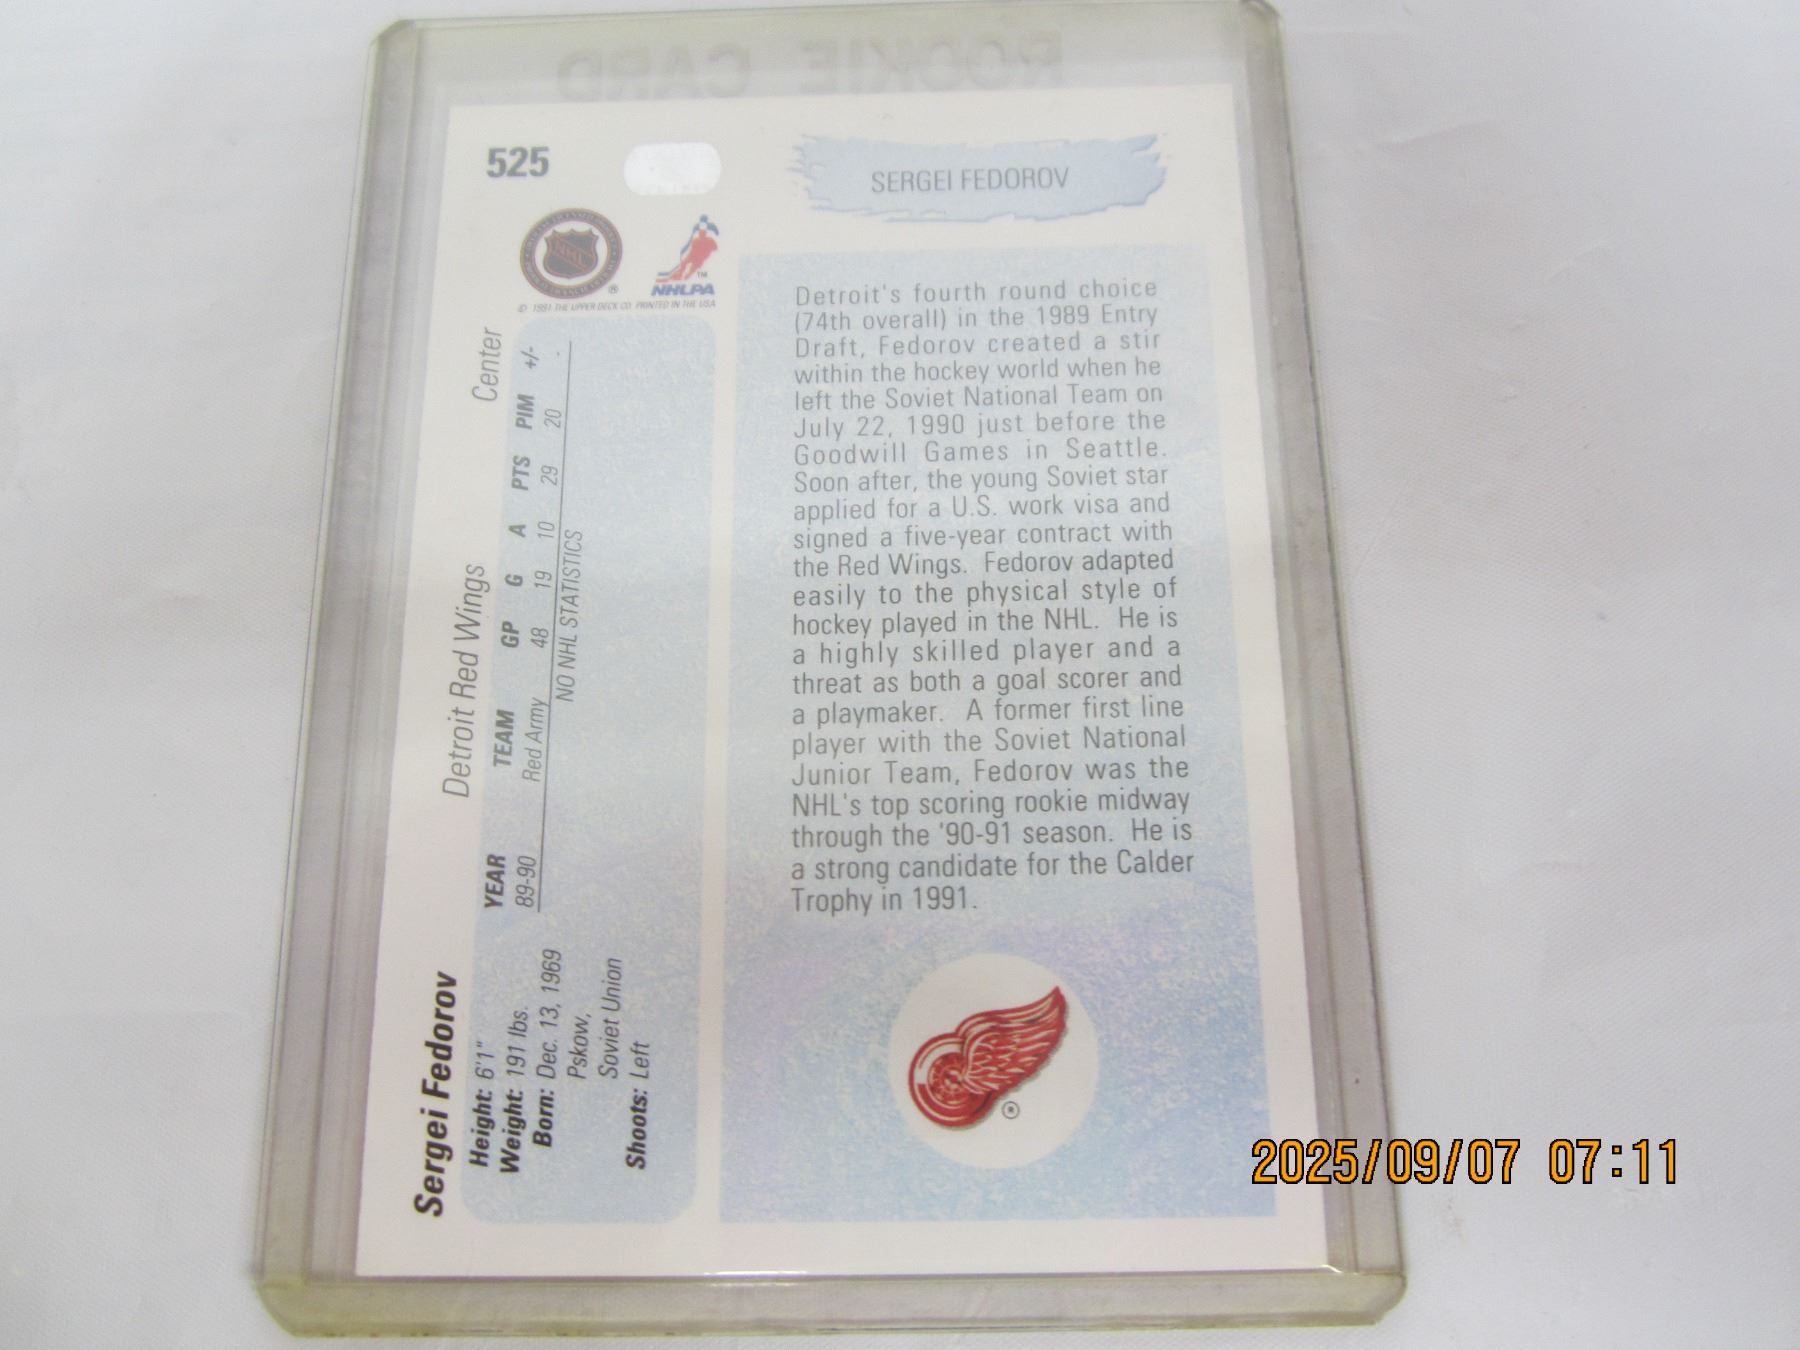 ROOKIE CARD
525
SERGEI FEDOROV
NHL
®
™
NHLPA
© 1991 THE UPPER DECK CO. PRINTED IN THE USA
Detroit's fourth round choice
(74th overall) in the 1989 Entry
Draft, Fedorov created a stir
within the hockey world when he
left the Soviet National Team on
July 22, 1990 just before the
Goodwill Games in Seattle.
Soon after, the young Soviet star
applied for a U.S. work visa and
signed a five-year contract with
the Red Wings. Fedorov adapted
easily to the physical style of
hockey played in the NHL. He is
a highly skilled player and a
threat as both a goal scorer and
a playmaker. A former first line
player with the Soviet National
Junior Team, Fedorov was the
NHL's top scoring rookie midway
through the '90-91 season. He is
a strong candidate for the Calder
Trophy in 1991.
®
Sergei Fedorov Detroit Red Wings Center
Height: 6'1"
Weight: 191 lbs.
Born: Dec. 13, 1969
Pskow,
Soviet Union
Shoots: Left
YEAR TEAM GP G A PTS PIM +/-
89-90 Red Army 48 19 10 29 20 -
NO NHL STATISTICS
2025/09/07 07:11